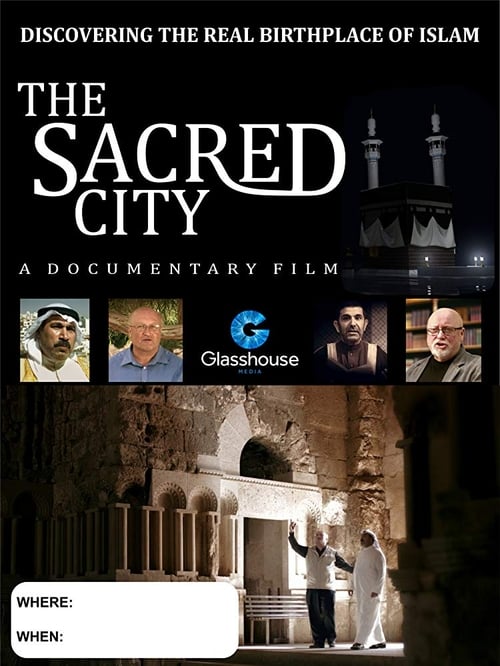 DISCOVERING THE REAL BIRTHPLACE OF ISLAM
THE
SACRED
CITY
A DOCUMENTARY FILM
Glasshouse
MEDIA
WHERE:
WHEN: